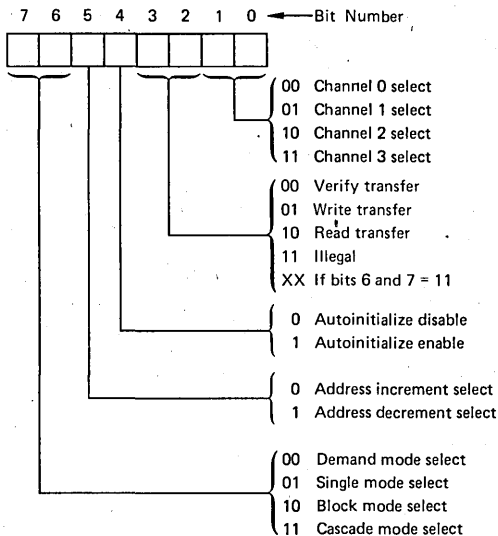 7 6 5 4 3 2 1 0 Bit Number
00 Channel 0 select
01 Channel 1 select
10 Channel 2 select
11 Channel 3 select
00 Verify transfer
01 Write transfer
10 Read transfer
11 Illegal
XX If bits 6 and 7 = 11
0 Autoinitialize disable
1 Autoinitialize enable
0 Address increment select
1 Address decrement select
00 Demand mode select
01 Single mode select
10 Block mode select
11 Cascade mode select